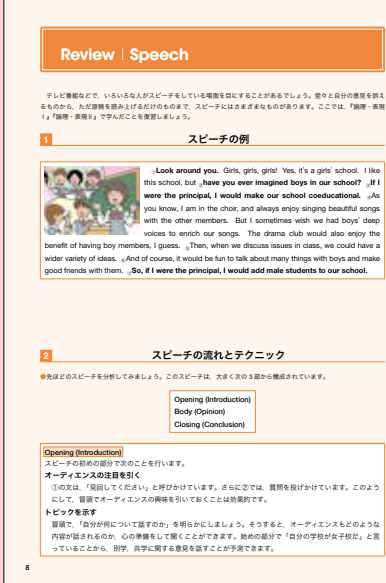 Review | Speech
テレビ番組などで，いろいろな人がスピーチをしている場面を目にすることがあるでしょう。堂々と自分の意見を訴え
るものから，ただ原稿を読み上げるだけのものまで，スピーチにはさまざまなものがあります。ここでは，『論理・表現
Ⅰ』『論理・表現Ⅱ』で学んだことを復習しましょう。
1 スピーチの例
①Look around you. Girls, girls, girls! Yes, it's a girls' school. I like
this school, but ②have you ever imagined boys in our school? ③If I
were the principal, I would make our school coeducational. ④As
you know, I am in the choir, and always enjoy singing beautiful songs
with the other members. But I sometimes wish we had boys' deep
voices to enrich our songs. The drama club would also enjoy the
benefit of having boy members, I guess. ⑤Then, when we discuss issues in class, we could have a
wider variety of ideas. ⑥And of course, it would be fun to talk about many things with boys and make
good friends with them. ⑦So, if I were the principal, I would add male students to our school.
2 スピーチの流れとテクニック
●先ほどのスピーチを分析してみましょう。このスピーチは，大きく次の3部から構成されています。
Opening (Introduction)
Body (Opinion)
Closing (Conclusion)
Opening (Introduction)
スピーチの初めの部分で次のことを行います。
オーディエンスの注目を引く
①の文は，「見回してください」と呼びかけています。さらに②では，質問を投げかけています。このよう
にして，冒頭でオーディエンスの興味を引いておくことは効果的です。
トピックを示す
冒頭で，「自分が何について話すのか」を明らかにしましょう。そうすると，オーディエンスもどのような
内容が話されるのか，心の準備をして聞くことができます。始めの部分で「自分の学校が女子校だ」と言
っていることから，別学，共学に関する意見を話すことが予測できます。
8